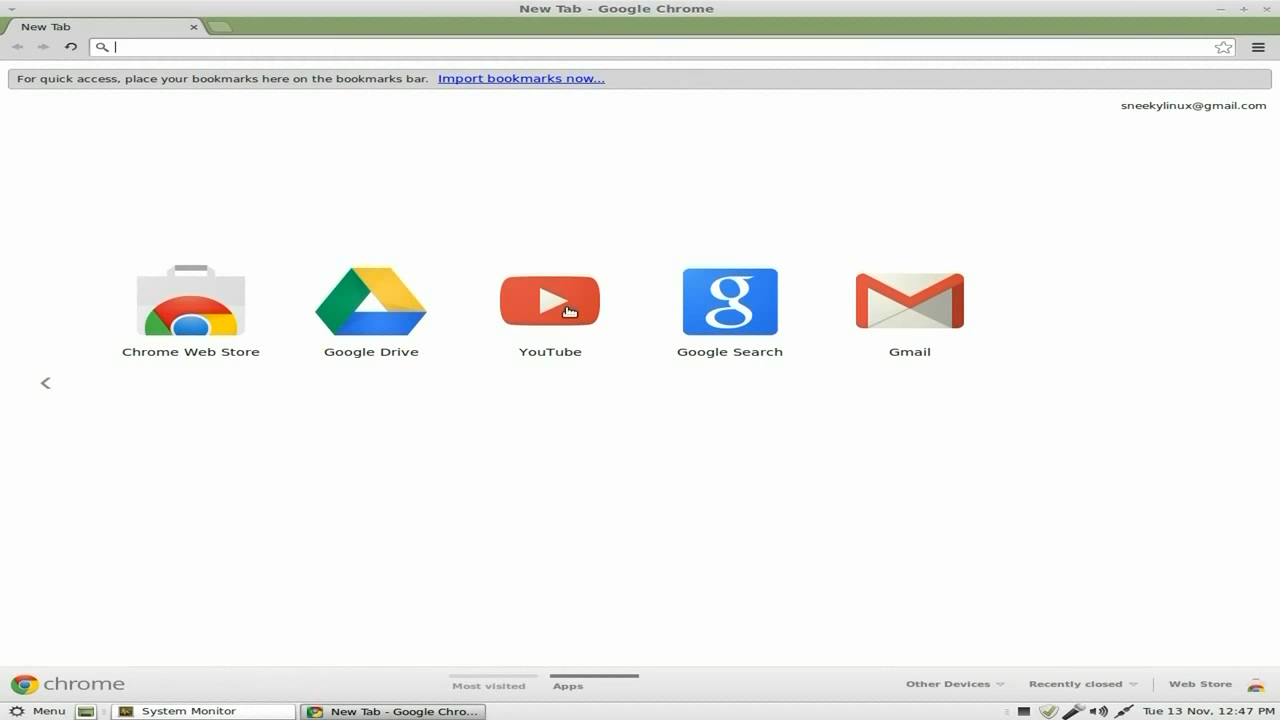 New Tab - Google Chrome
New Tab
For quick access, place your bookmarks here on the bookmarks bar. Import bookmarks now...
sneekylinux@gmail.com
Chrome Web Store
Google Drive
YouTube
Google Search
Gmail
chrome
Most visited
Apps
Other Devices
Recently closed
Web Store
Menu
System Monitor
New Tab - Google Chro...
Tue 13 Nov, 12:47 PM